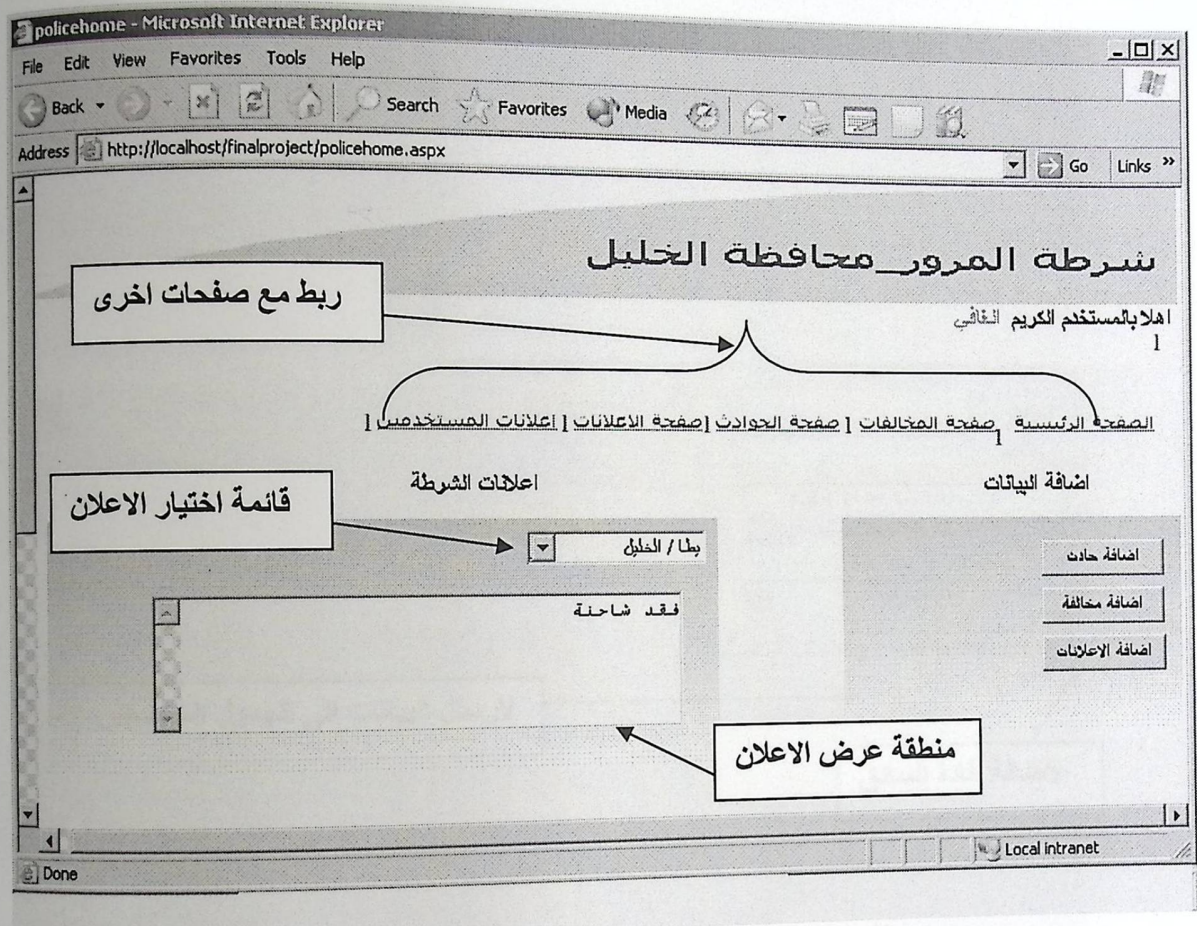 policehome - Microsoft Internet Explorer
File Edit View Favorites Tools Help
Back Search Favorites Media
Address http://localhost/finalproject/policehome.aspx Go Links »
شرطة المرور_محافظة الخليل
ربط مع صفحات اخرى
اهلا بالمستخدم الكريم الغافي
الصفحة الرئيسية صفحة المخالفات | صفحة الحوادث | صفحة الاعلانات | اعلانات المستخدمين |
اضافة البيانات
اعلانات الشرطة
قائمة اختيار الاعلان
يطا / الخليل
اضافة حادث
فقد شاحنة
اضافة مخالفة
اضافة الاعلانات
منطقة عرض الاعلان
Done Local intranet